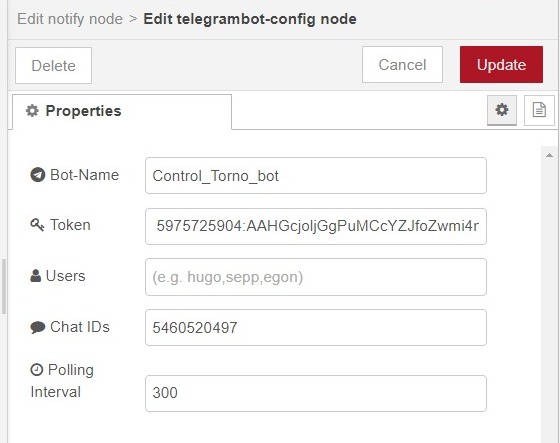 Edit notify node > Edit telegrambot-config node
Delete
Cancel
Update
Properties
Bot-Name
Control_Torno_bot
Token
5975725904:AAHGcjoljGgPuMCcYZJfoZwmi4r
Users
(e.g. hugo,sepp,egon)
Chat IDs
5460520497
Polling
Interval
300